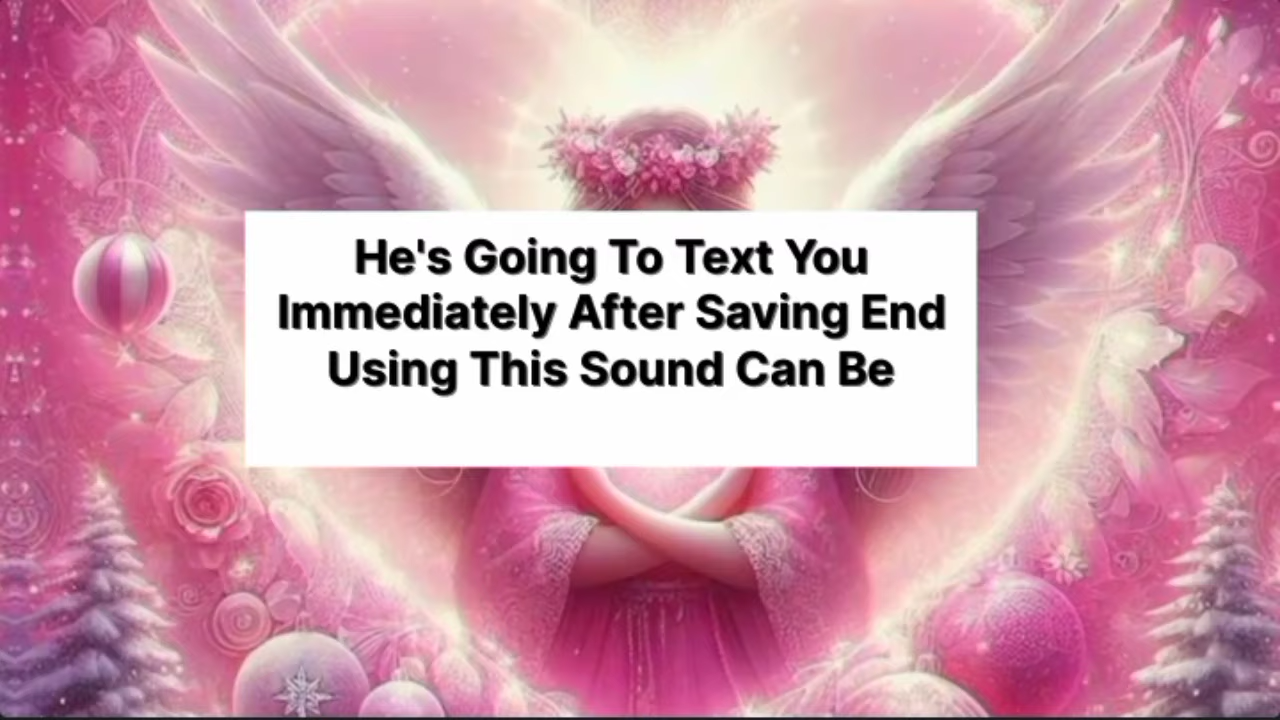 He's Going To Text You
Immediately After Saving End
Using This Sound Can Be